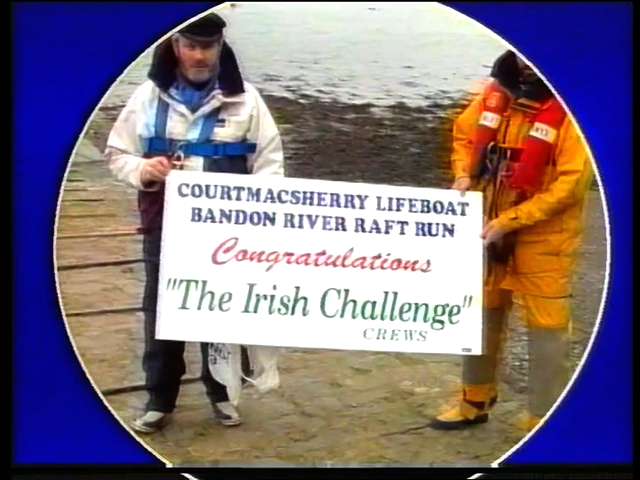 COURTMACSHERRY LIFEBOAT
BANDON RIVER RAFT RUN
Congratulations
"The Irish Challenge"
CREWS